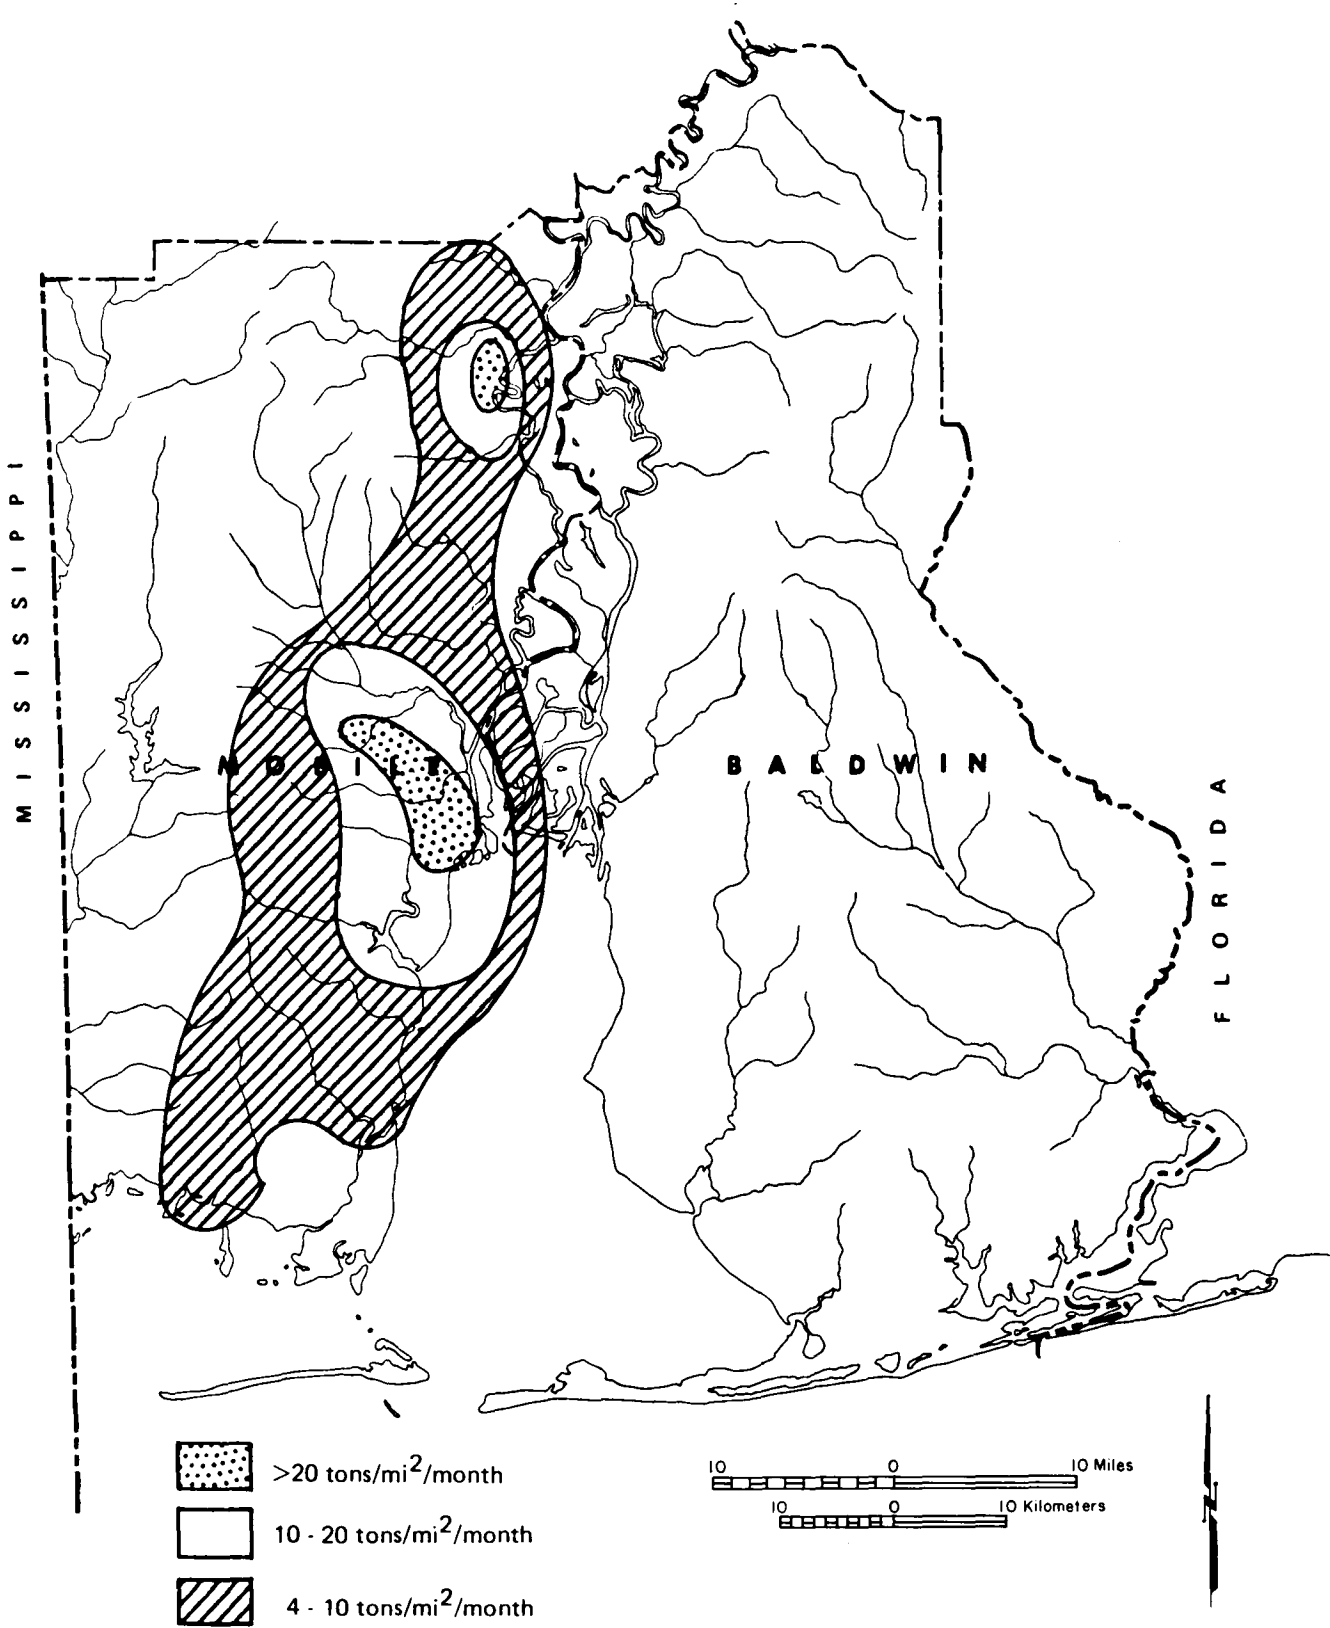 MISSISSIPPI
MOBILE
BALDWIN
FLORIDA
>20 tons/mi²/month
10 - 20 tons/mi²/month
4 - 10 tons/mi²/month
10 0 10 Miles
10 0 10 Kilometers
N